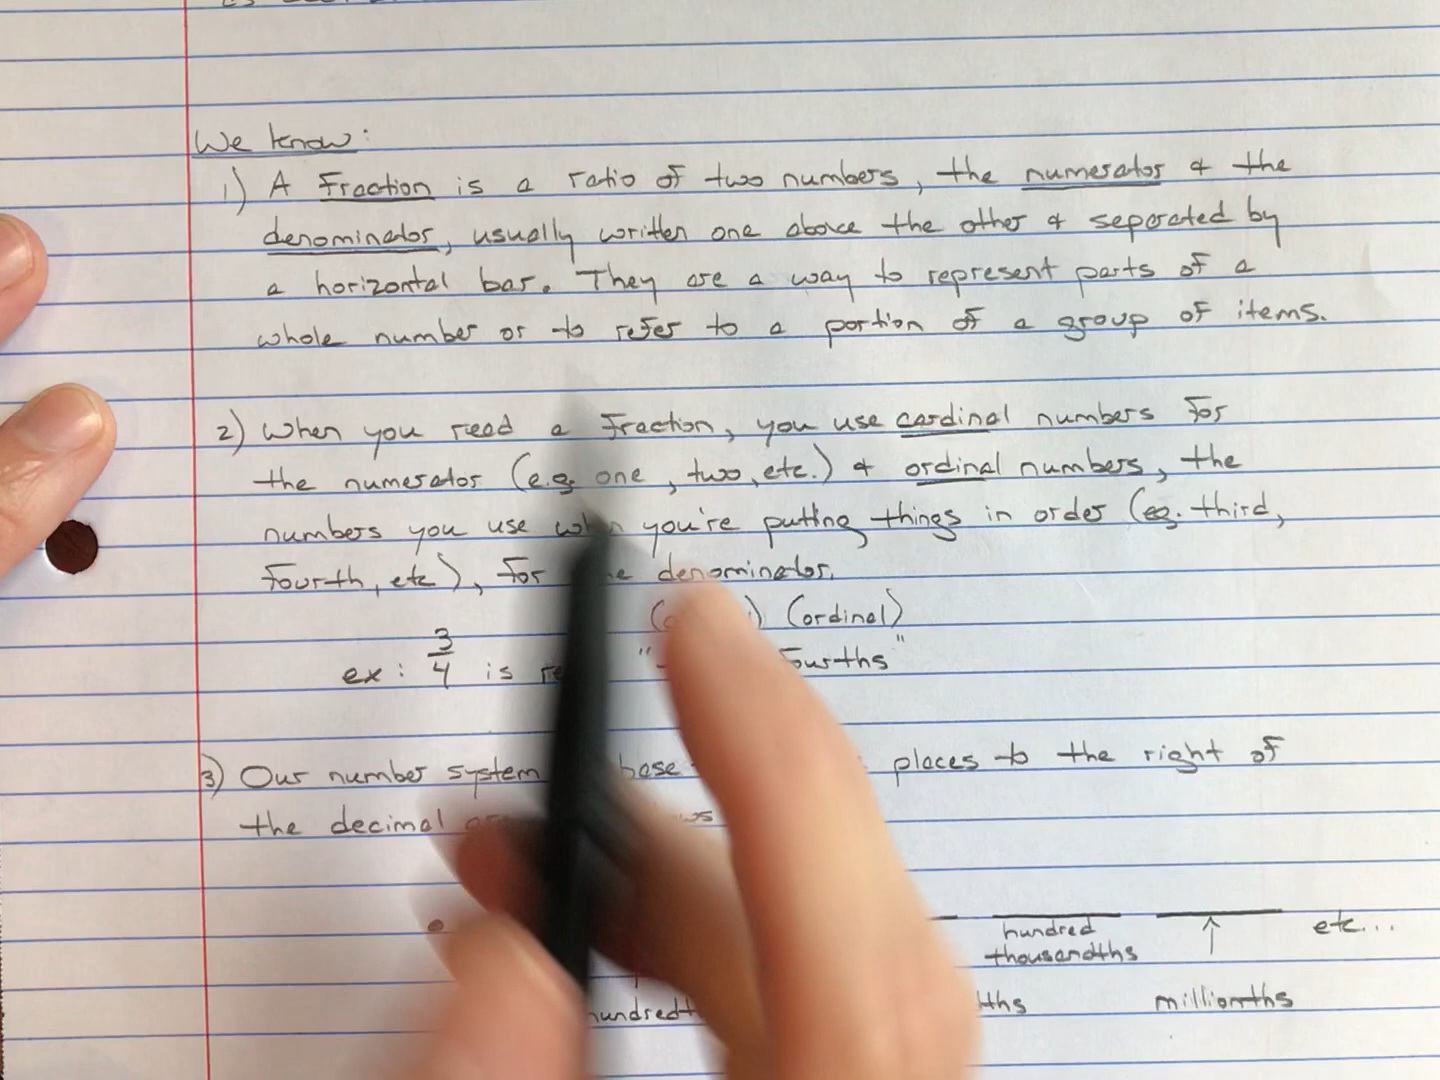 We know:
1) A fraction is a ratio of two numbers, the numerator & the
denominator, usually written one above the other & separated by
a horizontal bar. They are a way to represent parts of a
whole number or to refer to a portion of a group of items.
2) When you read a fraction, you use cardinal numbers for
the numerator (e.g. one, two, etc.) & ordinal numbers, the
numbers you use when you're putting things in order (eg. third,
fourth, etc), for denominator.
(ordinal)
ex: 3/4 is "fourths"
3) Our number system base places to the right of
the decimal
hundred etc...
thousandths ↑
millionths